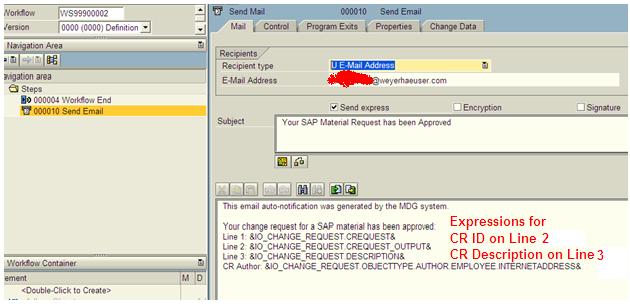 Workflow WS99900002
Version 0000 (0000) Definition
Navigation Area
avigation area
Steps
000004 Workflow End
000010 Send Email
Workflow Container
ement M D
<Double-Click to Create>
Send Mail 000010 Send Email
Mail Control Program Exits Properties Change Data
Recipients
Recipient type U E-Mail Address
E-Mail Address @weyerhaeuser.com
Send express Encryption Signature
Subject Your SAP Material Request has been Approved
This email auto-notification was generated by the MDG system.
Your change request for a SAP material has been approved:
Line 1: &IO_CHANGE_REQUEST.CREQUEST&
Line 2: &IO_CHANGE_REQUEST.CREQUEST_OUTPUT&
Line 3: &IO_CHANGE_REQUEST.DESCRIPTION&
CR Author: &IO_CHANGE_REQUEST.OBJECTTYPE.AUTHOR.EMPLOYEE.INTERNETADDRESS&
Expressions for
CR ID on Line 2
CR Description on Line 3